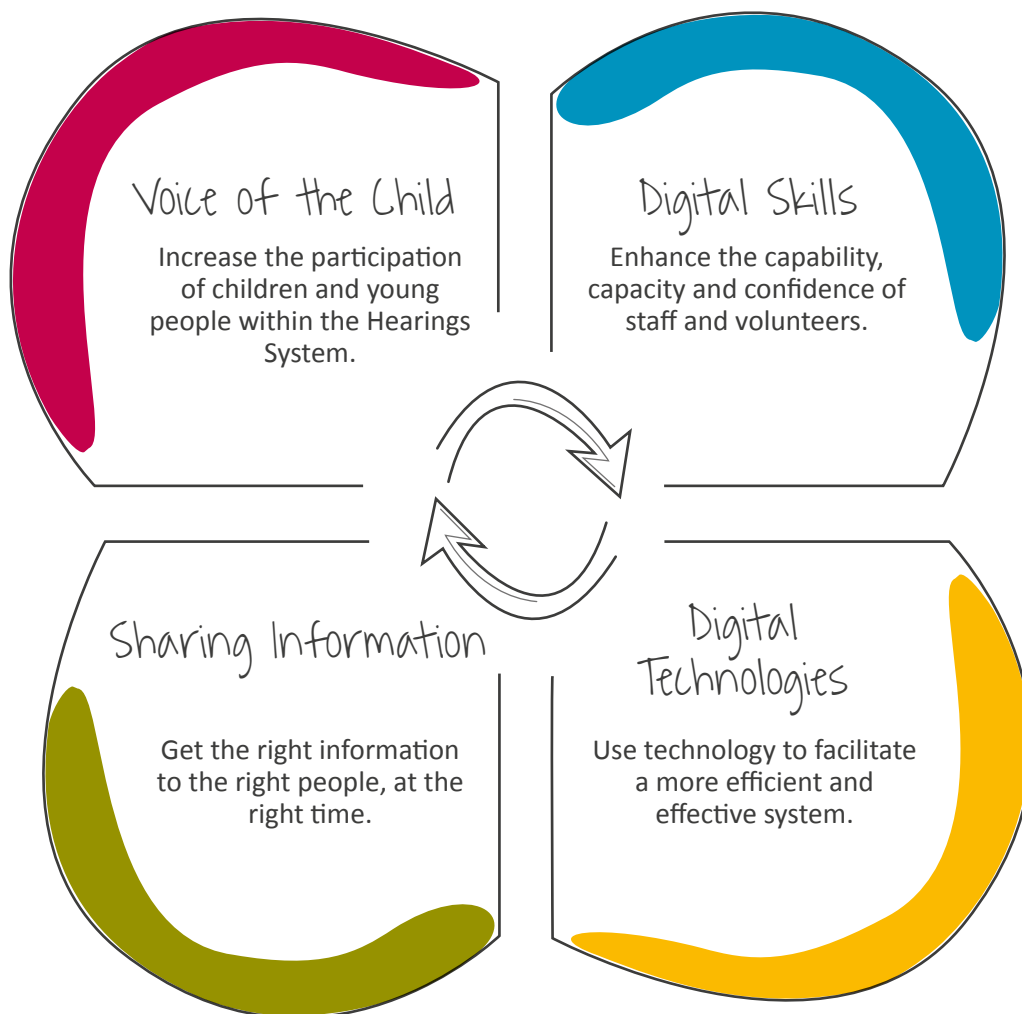 Voice of the Child
Increase the participation
of children and young
people within the Hearings
System.
Digital Skills
Enhance the capability,
capacity and confidence of
staff and volunteers.
Sharing Information
Get the right information
to the right people, at the
right time.
Digital
Technologies
Use technology to facilitate
a more efficient and
effective system.